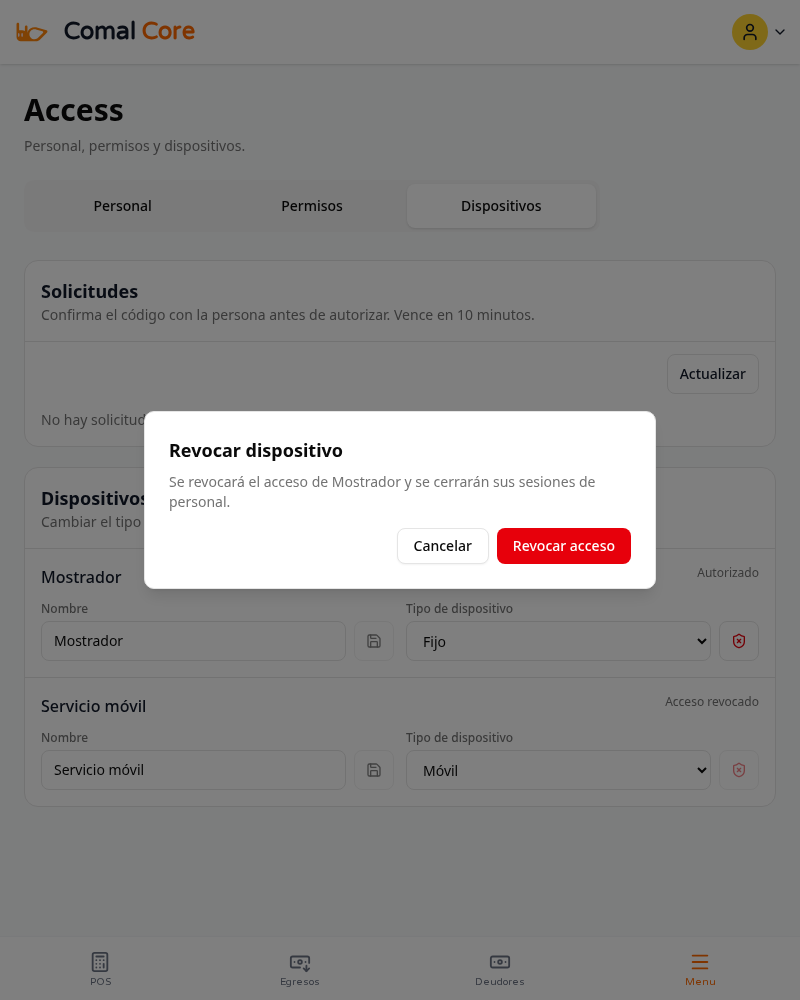 Comal Core
Access
Personal, permisos y dispositivos.
Personal
Permisos
Dispositivos
Solicitudes
Confirma el código con la persona antes de autorizar. Vence en 10 minutos.
Actualizar
No hay solicitud
Revocar dispositivo
Se revocará el acceso de Mostrador y se cerrarán sus sesiones de
personal.
Cancelar
Revocar acceso
Dispositivos
Cambiar el tipo
Mostrador
Autorizado
Nombre
Tipo de dispositivo
Mostrador
Fijo
Servicio móvil
Acceso revocado
Nombre
Tipo de dispositivo
Servicio móvil
Móvil
POS
Egresos
Deudores
Menu